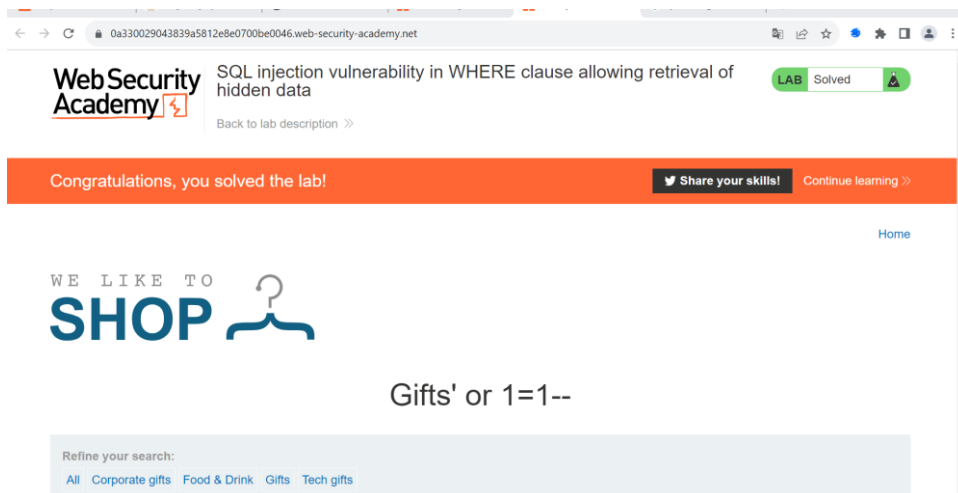 0a330029043839a5812e8e0700be0046.web-security-academy.net
Web Security
Academy
SQL injection vulnerability in WHERE clause allowing retrieval of
hidden data
Back to lab description
LAB Solved
Congratulations, you solved the lab!
Share your skills!
Continue learning
Home
WE LIKE TO
SHOP
Gifts' or 1=1--
Refine your search:
All Corporate gifts Food & Drink Gifts Tech gifts